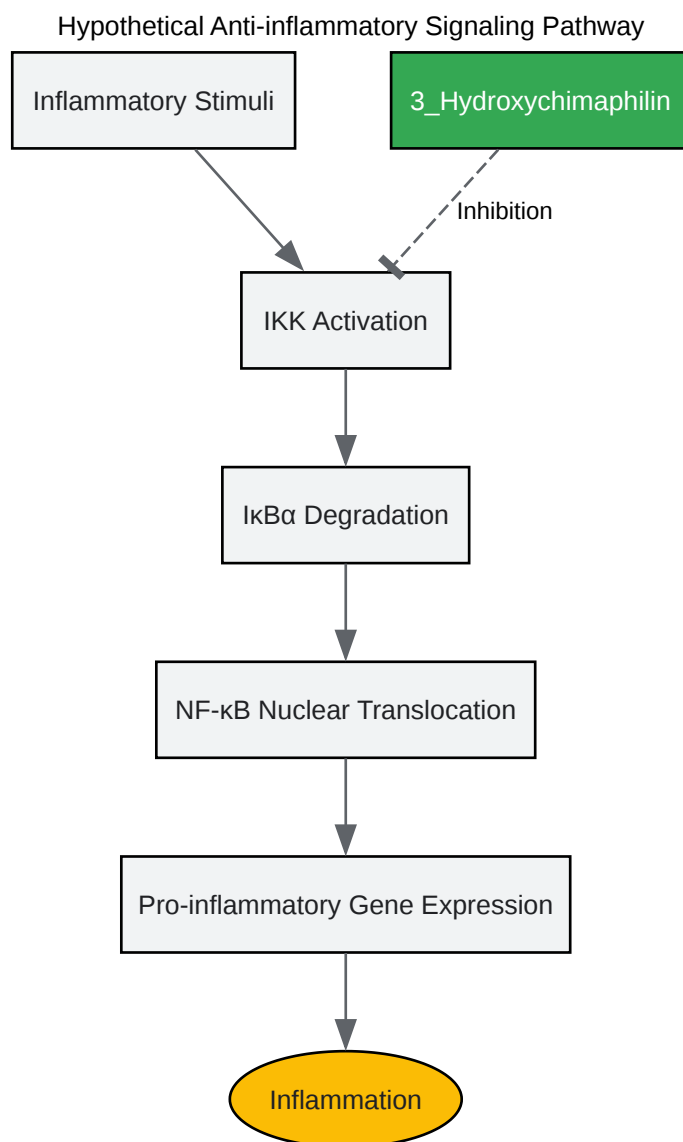 Hypothetical Anti-inflammatory Signaling Pathway
Inflammatory Stimuli
3_Hydroxychimaphilin
Inhibition
IKK Activation
IκBα Degradation
NF-κB Nuclear Translocation
Pro-inflammatory Gene Expression
Inflammation